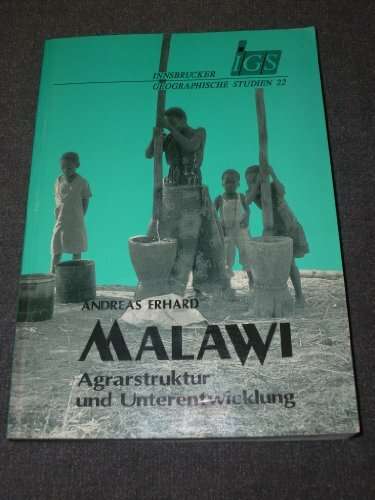 IGS
INNSBRUCKER
GEOGRAPHISCHE STUDIEN 22
ANDREAS ERHARD
MALAWI
Agrarstruktur
und Unterentwicklung